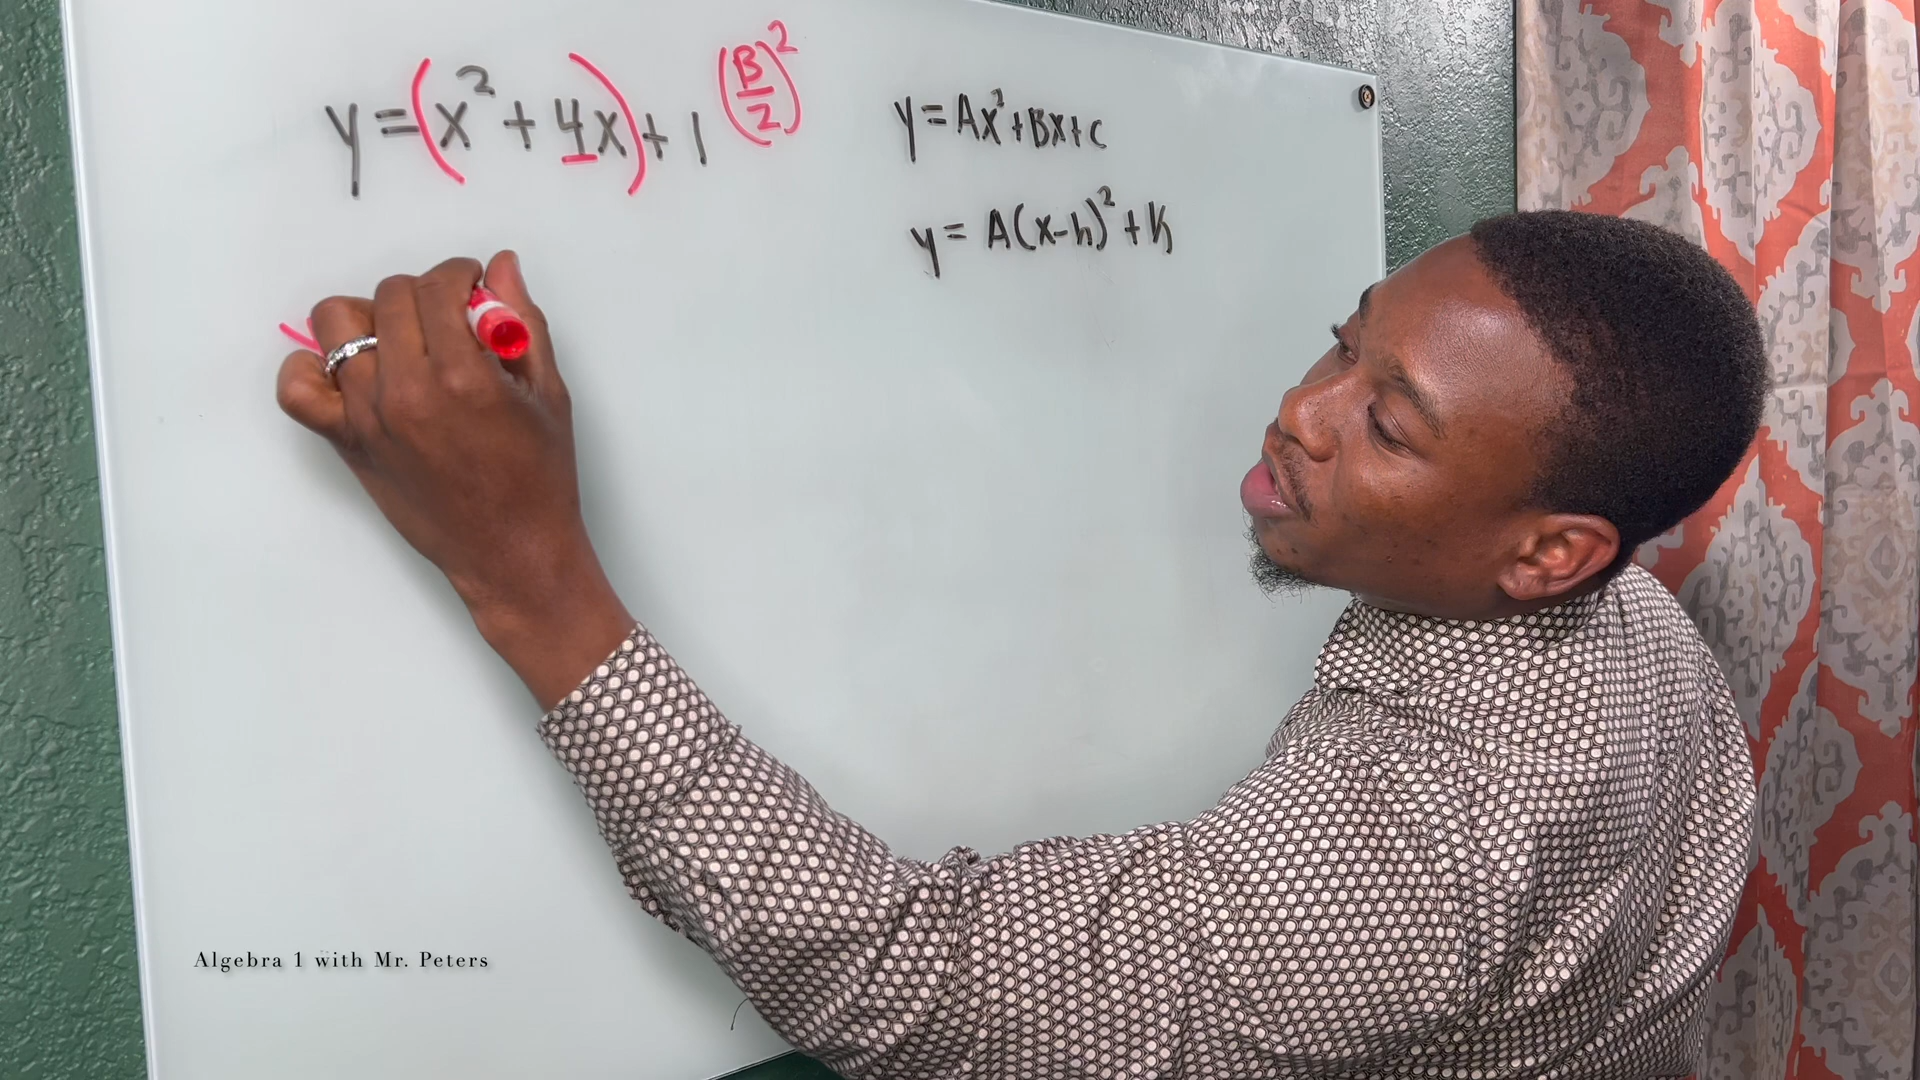 y = (x² + 4x) + 1 (B/2)²
y = Ax² + Bx + c
y = A(x-h)² + k
y
Algebra 1 with Mr. Peters